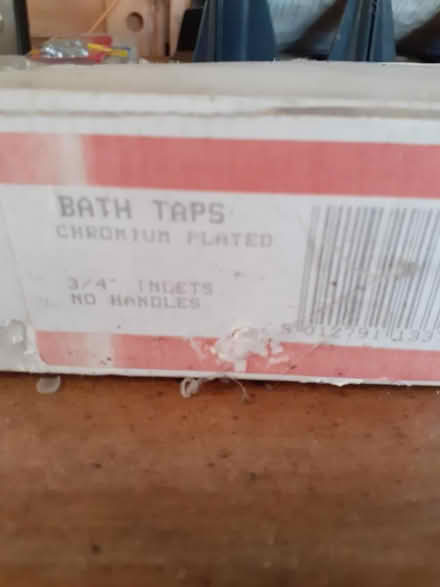 BATH TAPS
CHROMIUM PLATED
3/4" INLETS
NO HANDLES